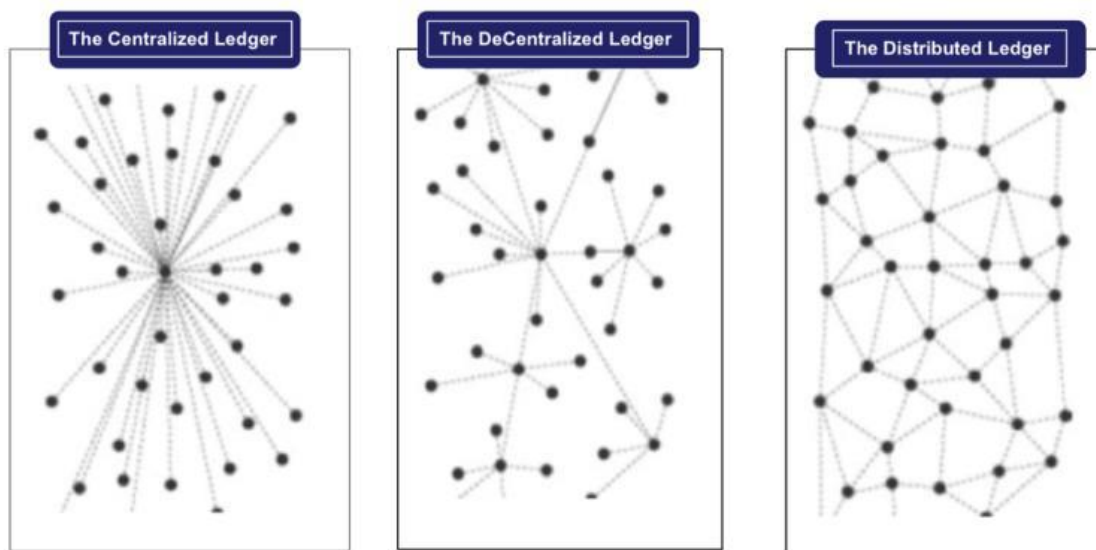 The Centralized Ledger
The DeCentralized Ledger
The Distributed Ledger